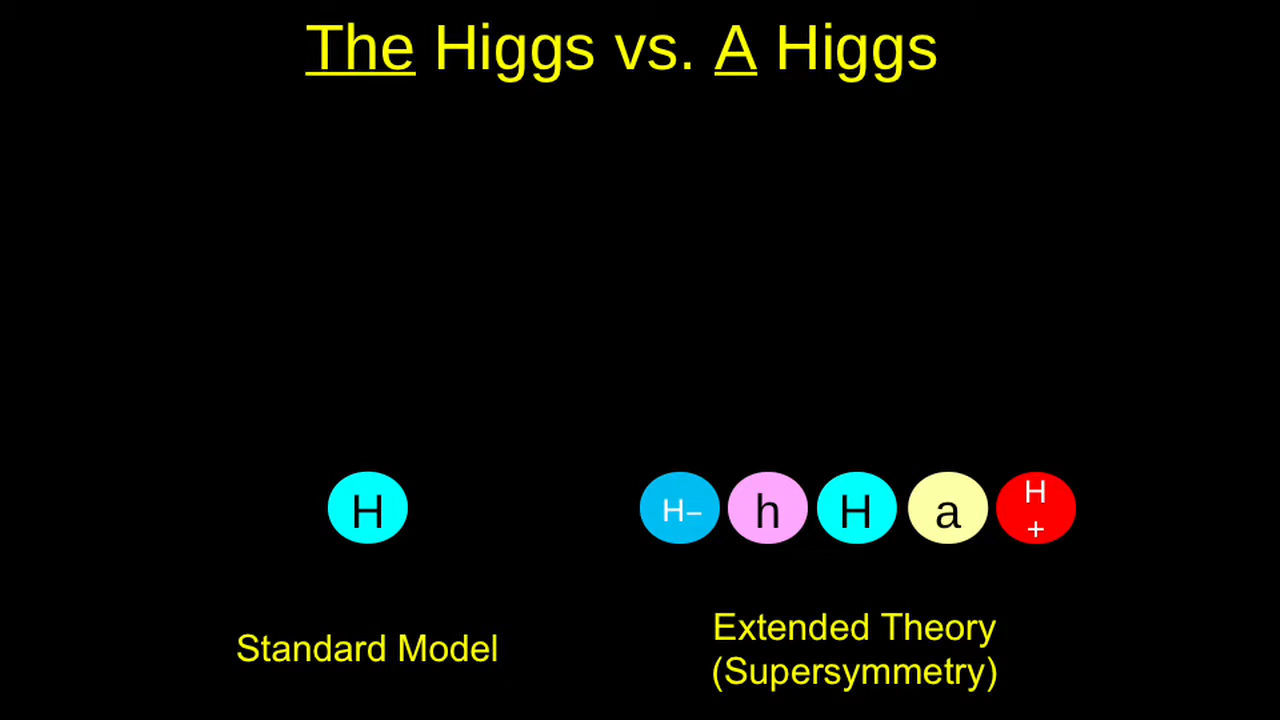 The Higgs vs. A Higgs
H
H–
h
H
a
H
+
Standard Model
Extended Theory
(Supersymmetry)